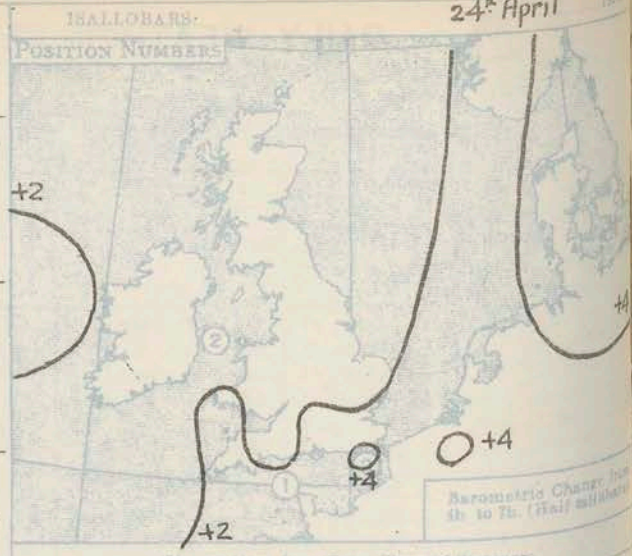 24th April
ISALLOBARS.
POSITION NUMBERS
+2
+4
2
+4
+4
1
+2
Barometric Change from
4h. to 7h. (Half millibars)